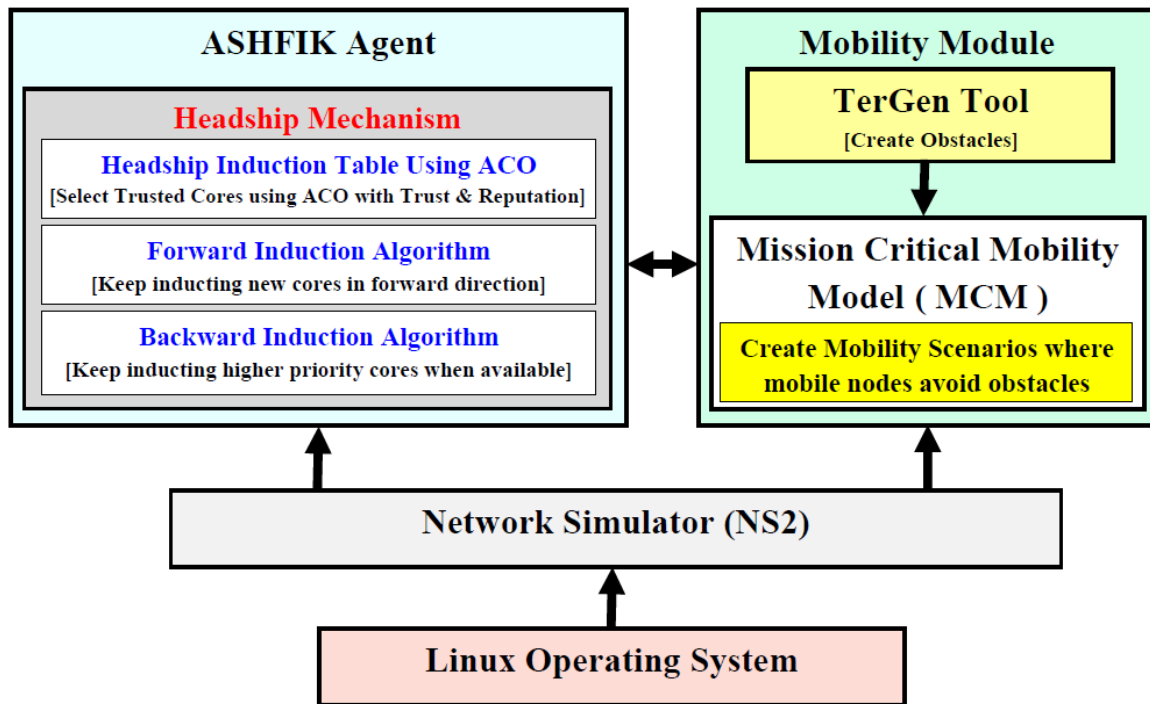 ASHFIK Agent
Headship Mechanism
Headship Induction Table Using ACO
[Select Trusted Cores using ACO with Trust & Reputation]
Forward Induction Algorithm
[Keep inducting new cores in forward direction]
Backward Induction Algorithm
[Keep inducting higher priority cores when available]
Mobility Module
TerGen Tool
[Create Obstacles]
Mission Critical Mobility
Model ( MCM )
Create Mobility Scenarios where
mobile nodes avoid obstacles
Network Simulator (NS2)
Linux Operating System